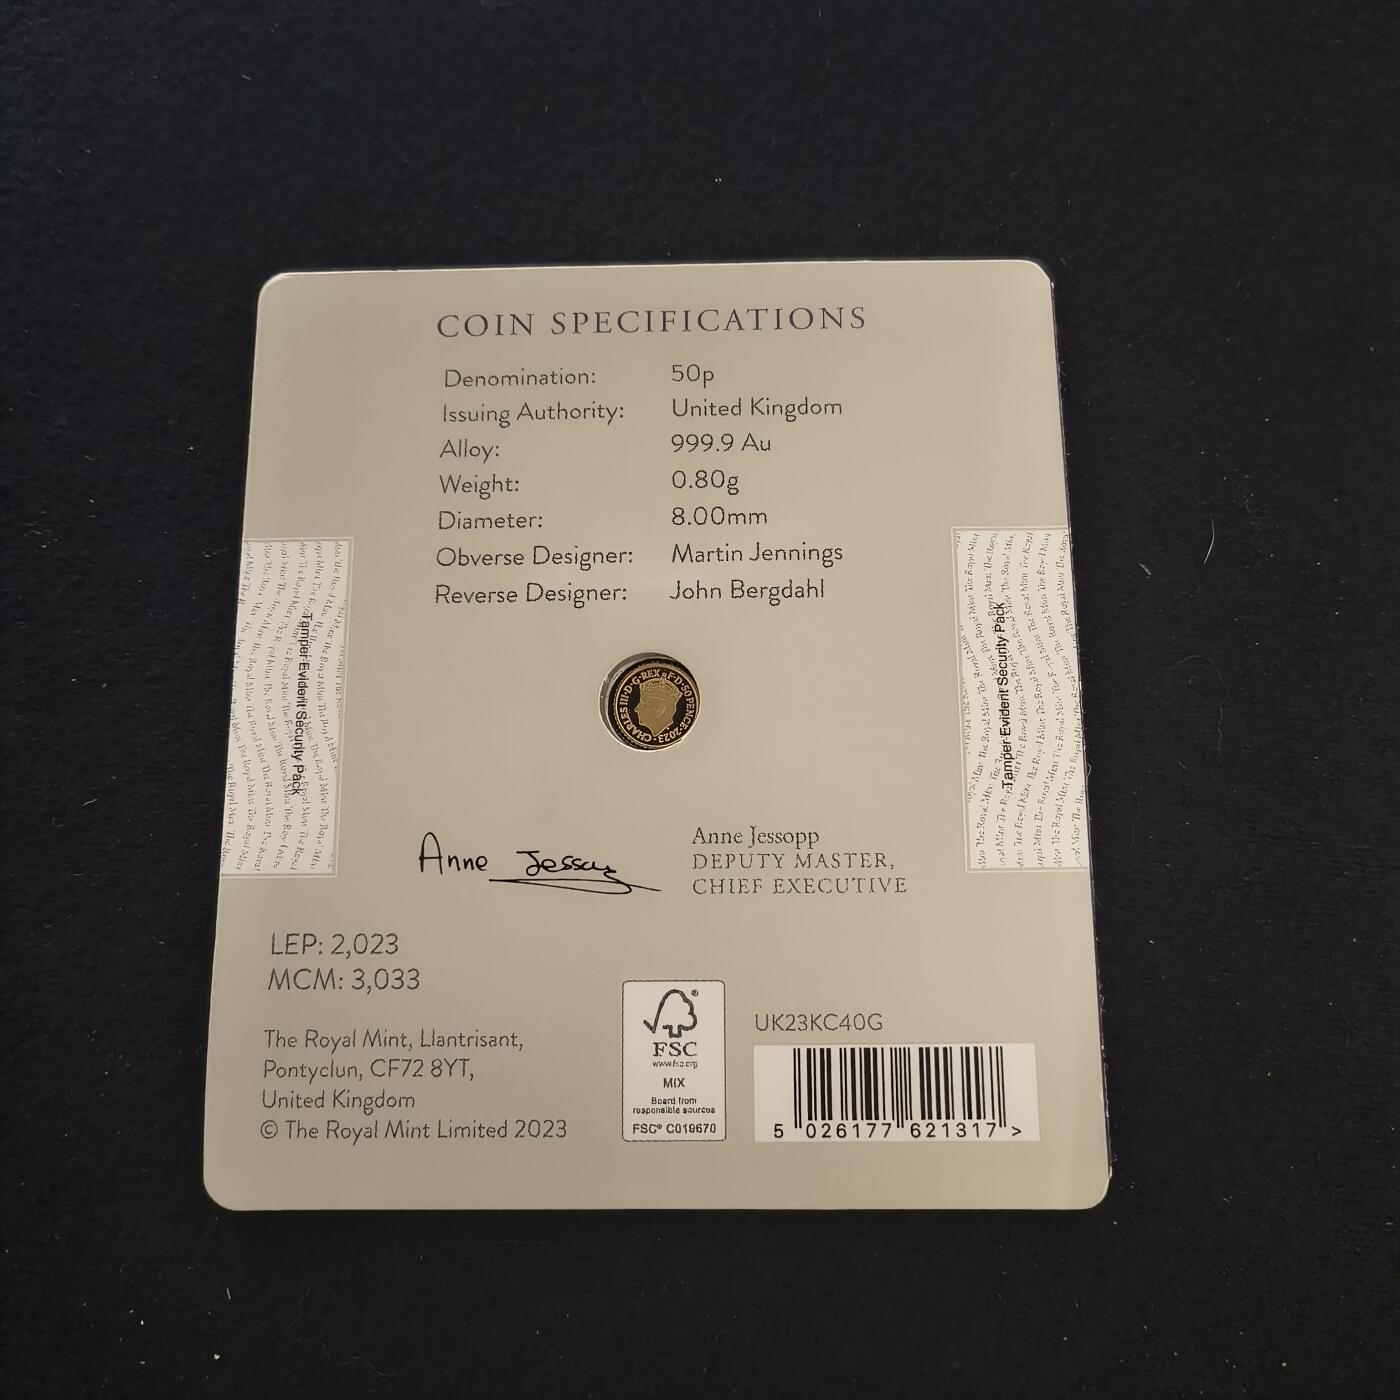 COIN SPECIFICATIONS
Denomination: 50p
Issuing Authority: United Kingdom
Alloy: 999.9 Au
Weight: 0.80g
Diameter: 8.00mm
Obverse Designer: Martin Jennings
Reverse Designer: John Bergdahl
Tamper Evident Security Pack
Tamper Evident Security Pack
CHARLES III·D·G·REX·F·D·50 PENCE·2023·
Anne Jessopp
DEPUTY MASTER,
CHIEF EXECUTIVE
LEP: 2,023
MCM: 3,033
The Royal Mint, Llantrisant,
Pontyclun, CF72 8YT,
United Kingdom
© The Royal Mint Limited 2023
FSC
www.fsc.org
MIX
Board from
responsible sources
FSC® C019670
UK23KC40G
5 026177 621317 >